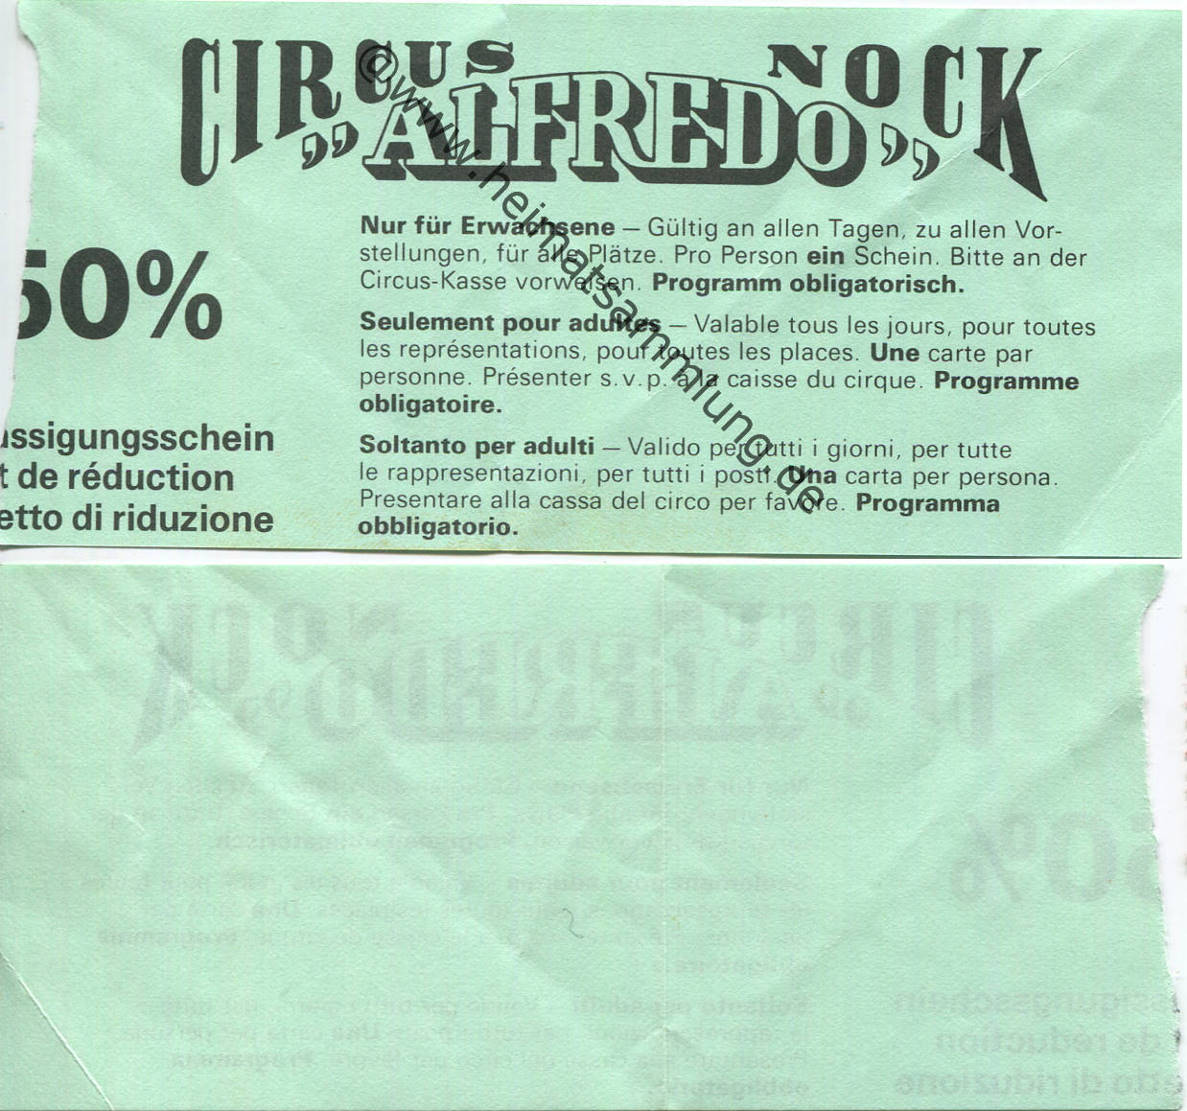 CIRCUS „ALFREDO„ NOCK
Nur für Erwachsene — Gültig an allen Tagen, zu allen Vor-
stellungen, für alle Plätze. Pro Person ein Schein. Bitte an der
Circus-Kasse vorweisen. Programm obligatorisch.
50%
Seulement pour adultes — Valable tous les jours, pour toutes
les représentations, pour toutes les places. Une carte par
personne. Présenter s.v.p. à la caisse du cirque. Programme
obligatoire.
ssigungsschein
t de réduction
etto di riduzione
Soltanto per adulti — Valido per tutti i giorni, per tutte
le rappresentazioni, per tutti i posti. Una carta per persona.
Presentare alla cassa del circo per favore. Programma
obbligatorio.
@www.heimatsammlung.de